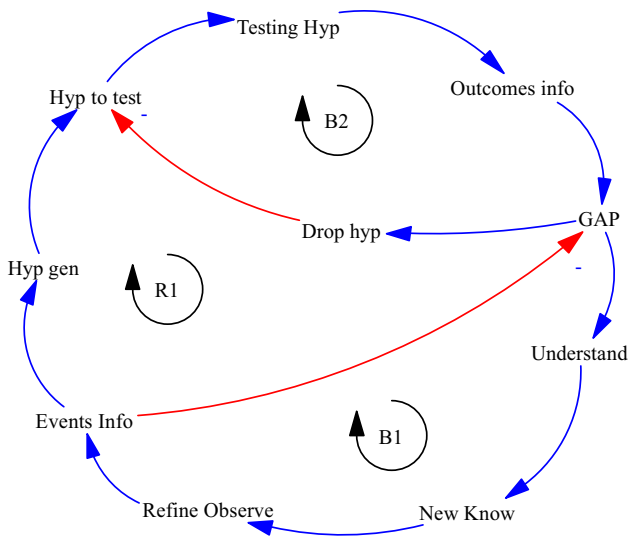 Testing Hyp
Outcomes info
Hyp to test
-
B2
GAP
Drop hyp
-
Hyp gen
R1
Understand
Events Info
B1
Refine Observe
New Know